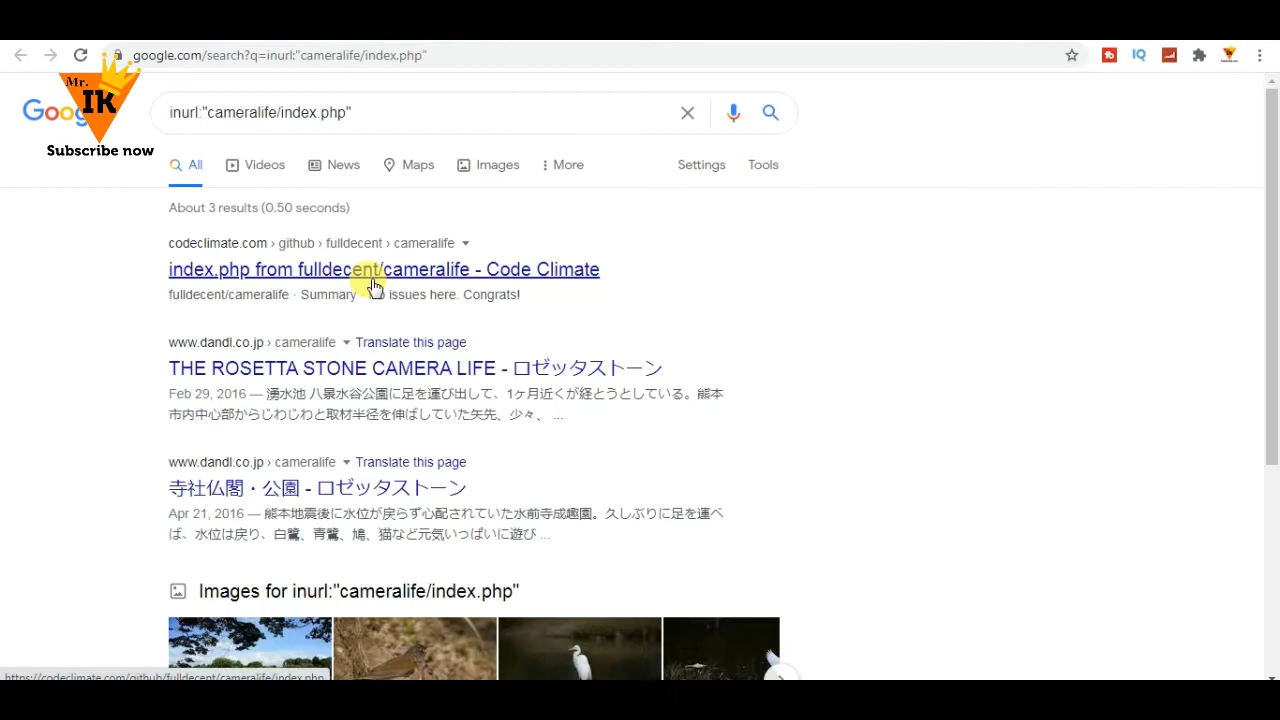 google.com/search?q=inurl:"cameralife/index.php"
Mr.
IK
Subscribe now
Goog
inurl:"cameralife/index.php"
All
Videos
News
Maps
Images
More
Settings
Tools
About 3 results (0.50 seconds)
codeclimate.com › github › fulldecent › cameralife
index.php from fulldecent/cameralife - Code Climate
fulldecent/cameralife · Summary issues here. Congrats!
www.dandl.co.jp › cameralife Translate this page
THE ROSETTA STONE CAMERA LIFE - ロゼッタストーン
Feb 29, 2016 — 湧水池 八景水谷公園に足を運び出して、1ヶ月近くが経とうとしている。熊本
市内中心部からじわじわと取材半径を伸ばしていた矢先、少々、 ...
www.dandl.co.jp › cameralife Translate this page
寺社仏閣・公園 - ロゼッタストーン
Apr 21, 2016 — 熊本地震後に水位が戻らず心配されていた水前寺成趣園。久しぶりに足を運べ
ば、水位は戻り、白鷺、青鷺、鳩、猫など元気いっぱいに遊び ...
Images for inurl:"cameralife/index.php"
https://codeclimate.com/github/fulldecent/cameralife/index.php